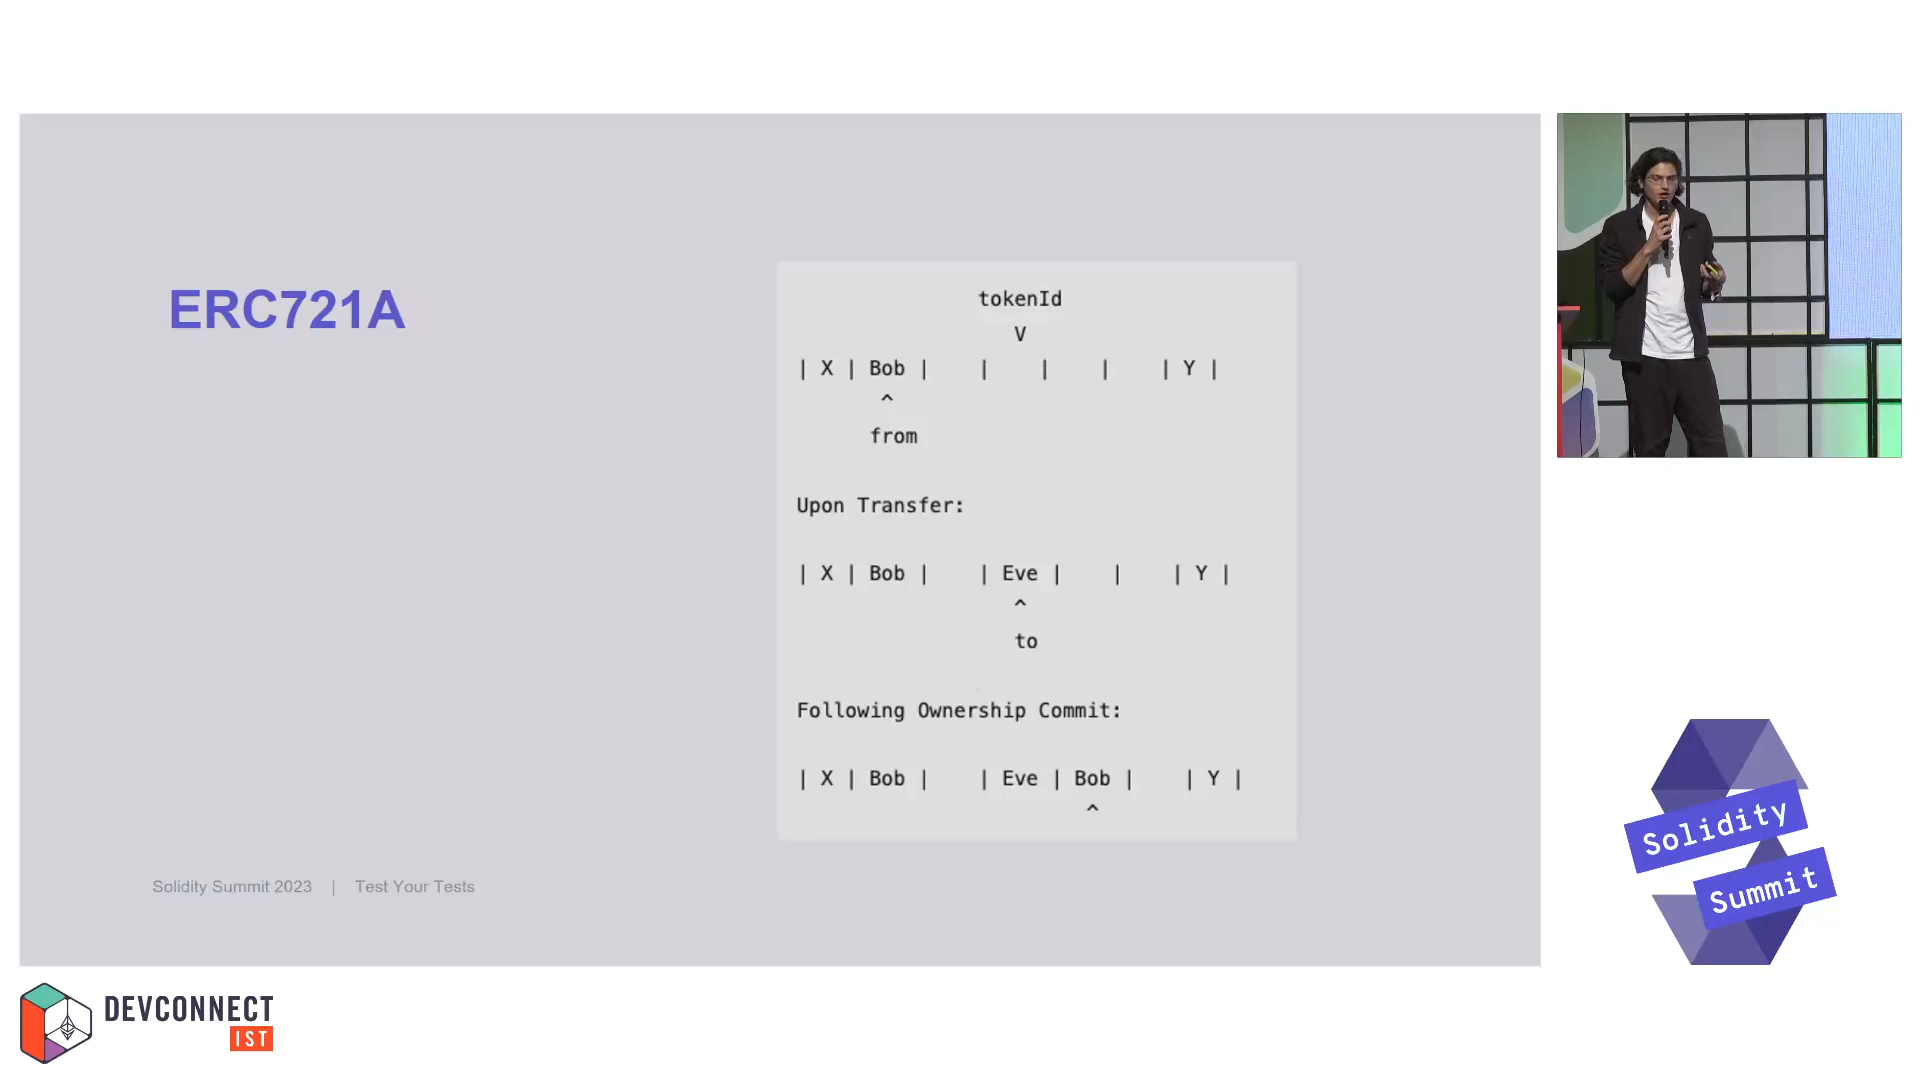 ERC721A
tokenId
V
| X | Bob |    |    |    | Y |
^
from
Upon Transfer:
| X | Bob |    | Eve |    | Y |
^
to
Following Ownership Commit:
| X | Bob |    | Eve | Bob |    | Y |
^
Solidity Summit 2023 | Test Your Tests
Solidity
Summit
DEVCONNECT
IST